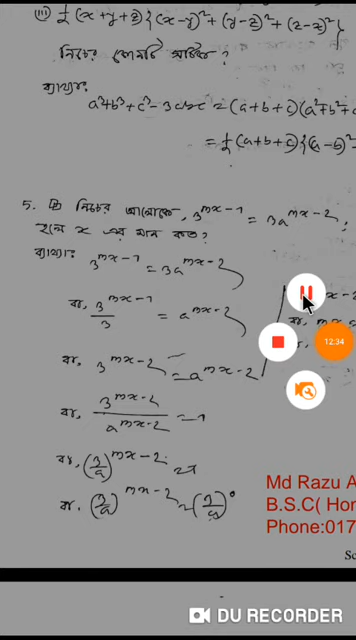 (iii) ½(x+y+z){(x-y)²+(y-z)²+(z-x)²}
নিচের কোনটি সঠিক?
ব্যাখ্যা:
a³+b³+c³-3abc = (a+b+c)(a²+b²+c
= ½(a+b+c){(a-b)²
5. নিচের আলোকে, 3^{mx-1} = 3a^{mx-2},
হলে x এর মান কত?
ব্যাখ্যা: 3^{mx-1} = 3a^{mx-2}
বা, 3^{mx-1}/3 = a^{mx-2}
বা, 3^{mx-2} = a^{mx-2}
বা, 3^{mx-2}/a^{mx-2} = 1
বা, (3/a)^{mx-2} = 1
বা, (3/a)^{mx-2} = (3/a)^0
12:34
Md Razu A
B.S.C( Hon
Phone:017
Sc
DU RECORDER